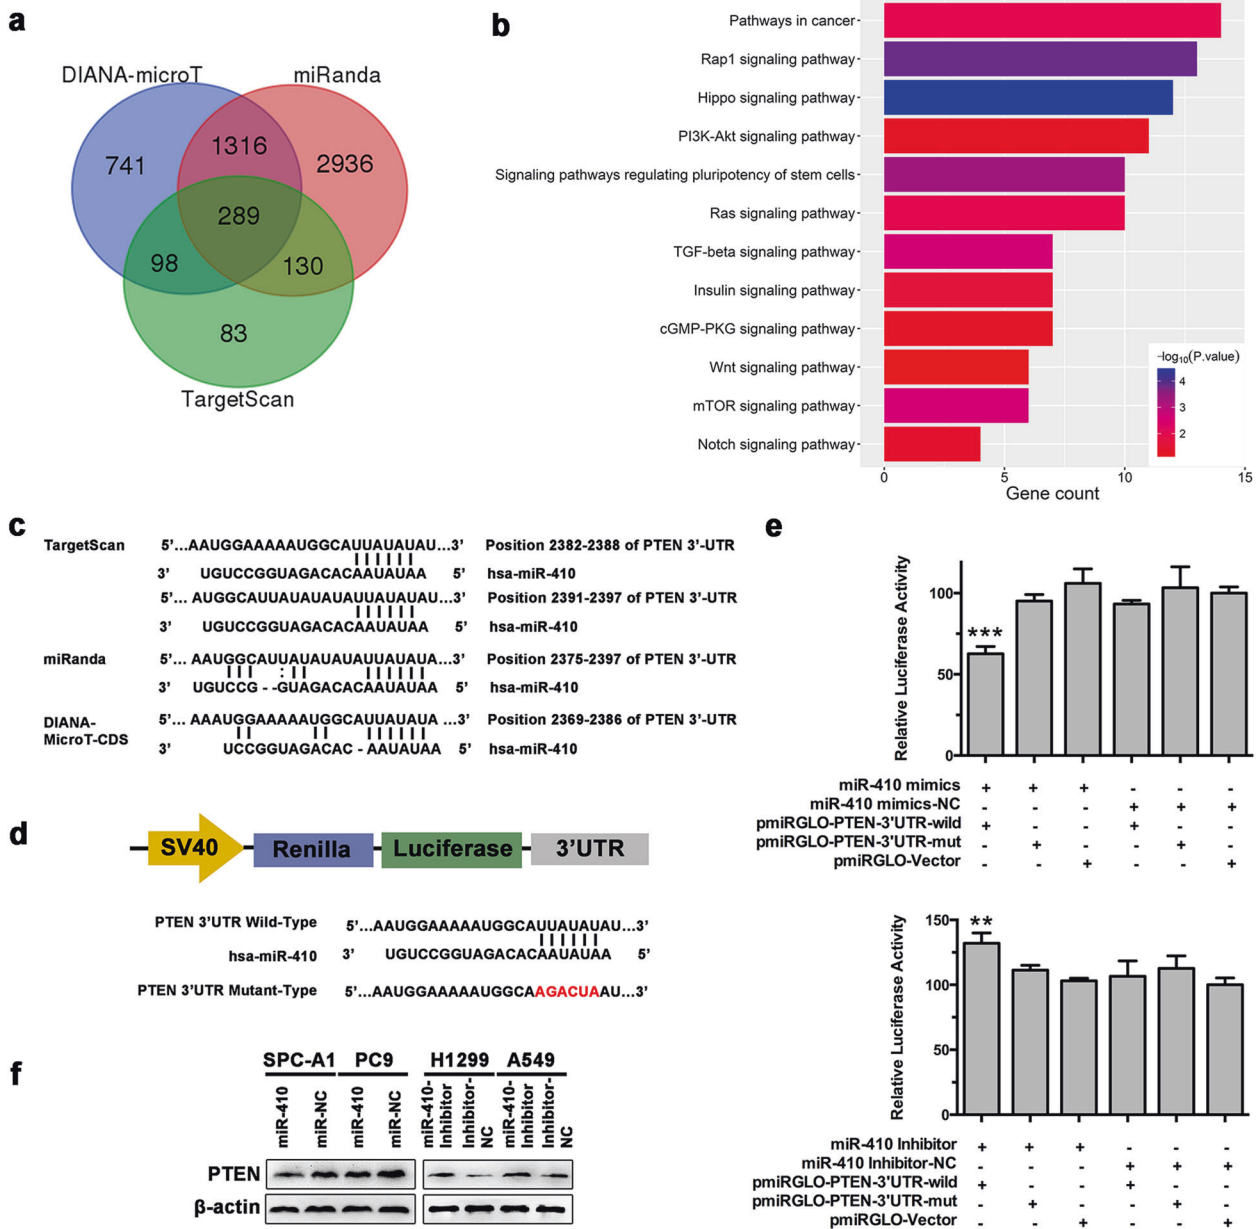 a
DIANA-microT
miRanda
741
1316
2936
289
98
130
83
TargetScan
b
Pathways in cancer
Rap1 signaling pathway
Hippo signaling pathway
PI3K-Akt signaling pathway
Signaling pathways regulating pluripotency of stem cells
Ras signaling pathway
TGF-beta signaling pathway
Insulin signaling pathway
cGMP-PKG signaling pathway
Wnt signaling pathway
mTOR signaling pathway
Notch signaling pathway
−log10(P.value)
4
3
2
0 5 10 15
Gene count
c
TargetScan 5'...AAUGGAAAAAUGGCAUUAUAUAU...3' Position 2382-2388 of PTEN 3'-UTR
3' UGUCCGGUAGACACAAUAUAA 5' hsa-miR-410
5'... AUGGCAUUAUAUAUAUUAUAUAU...3' Position 2391-2397 of PTEN 3'-UTR
3' UGUCCGGUAGACACAAUAUAA 5' hsa-miR-410
miRanda 5'... AAUGGCAUUAUAUAUAUUAUAUA ...3' Position 2375-2397 of PTEN 3'-UTR
3' UGUCCG - -GUAGACACAAUAUAA 5' hsa-miR-410
DIANA-MicroT-CDS 5'... AAAUGGAAAAAUGGCAUUAUAUA ...3' Position 2369-2386 of PTEN 3'-UTR
3' UCCGGUAGACAC - AAUAUAA 5' hsa-miR-410
d
SV40 Renilla Luciferase 3'UTR
PTEN 3'UTR Wild-Type 5'...AAUGGAAAAAUGGCAUUAUAUAU...3'
hsa-miR-410 3' UGUCCGGUAGACACAAUAUAA 5'
PTEN 3'UTR Mutant-Type 5'...AAUGGAAAAAUGGCAAGACUAAU...3'
e
Relative Luciferase Activity
100
50
0
***
miR-410 mimics + + + - - -
miR-410 mimics-NC - - - + + +
pmiRGLO-PTEN-3'UTR-wild + - - + - -
pmiRGLO-PTEN-3'UTR-mut - + - - + -
pmiRGLO-Vector - - + - - +
Relative Luciferase Activity
150
100
50
0
**
miR-410 Inhibitor + + + - - -
miR-410 Inhibitor-NC - - - + + +
pmiRGLO-PTEN-3'UTR-wild + - - + - -
pmiRGLO-PTEN-3'UTR-mut - + - - + -
pmiRGLO-Vector - - + - - +
f
SPC-A1 PC9 H1299 A549
miR-410
miR-NC
miR-410
miR-NC
miR-410-Inhibitor
Inhibitor-NC
miR-410-Inhibitor
Inhibitor-NC
PTEN
β-actin